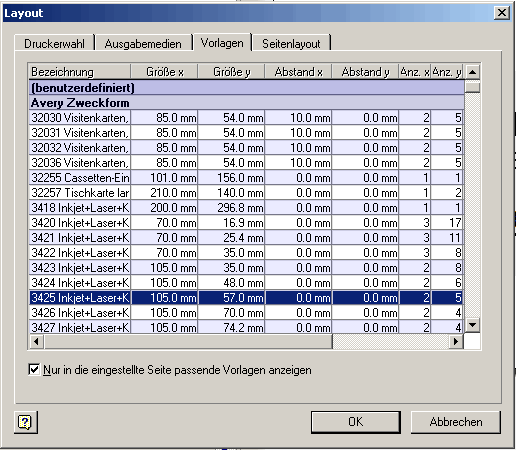 Layout
Druckerwahl Ausgabemedien Vorlagen Seitenlayout
Bezeichnung Größe x Größe y Abstand x Abstand y Anz. x Anz. y
(benutzerdefiniert)
Avery Zweckform
32030 Visitenkarten, 85.0 mm 54.0 mm 10.0 mm 0.0 mm 2 5
32031 Visitenkarten, 85.0 mm 54.0 mm 10.0 mm 0.0 mm 2 5
32032 Visitenkarten, 85.0 mm 54.0 mm 10.0 mm 0.0 mm 2 5
32036 Visitenkarten, 85.0 mm 54.0 mm 10.0 mm 0.0 mm 2 5
32255 Cassetten-Ein 101.0 mm 156.0 mm 0.0 mm 0.0 mm 1 1
32257 Tischkarte lar 210.0 mm 140.0 mm 0.0 mm 0.0 mm 1 2
3418 Inkjet+Laser+K 200.0 mm 296.8 mm 0.0 mm 0.0 mm 1 1
3420 Inkjet+Laser+K 70.0 mm 16.9 mm 0.0 mm 0.0 mm 3 17
3421 Inkjet+Laser+K 70.0 mm 25.4 mm 0.0 mm 0.0 mm 3 11
3422 Inkjet+Laser+K 70.0 mm 35.0 mm 0.0 mm 0.0 mm 3 8
3423 Inkjet+Laser+K 105.0 mm 35.0 mm 0.0 mm 0.0 mm 2 8
3424 Inkjet+Laser+K 105.0 mm 48.0 mm 0.0 mm 0.0 mm 2 6
3425 Inkjet+Laser+K 105.0 mm 57.0 mm 0.0 mm 0.0 mm 2 5
3426 Inkjet+Laser+K 105.0 mm 70.0 mm 0.0 mm 0.0 mm 2 4
3427 Inkjet+Laser+K 105.0 mm 74.2 mm 0.0 mm 0.0 mm 2 4
Nur in die eingestellte Seite passende Vorlagen anzeigen
? OK Abbrechen